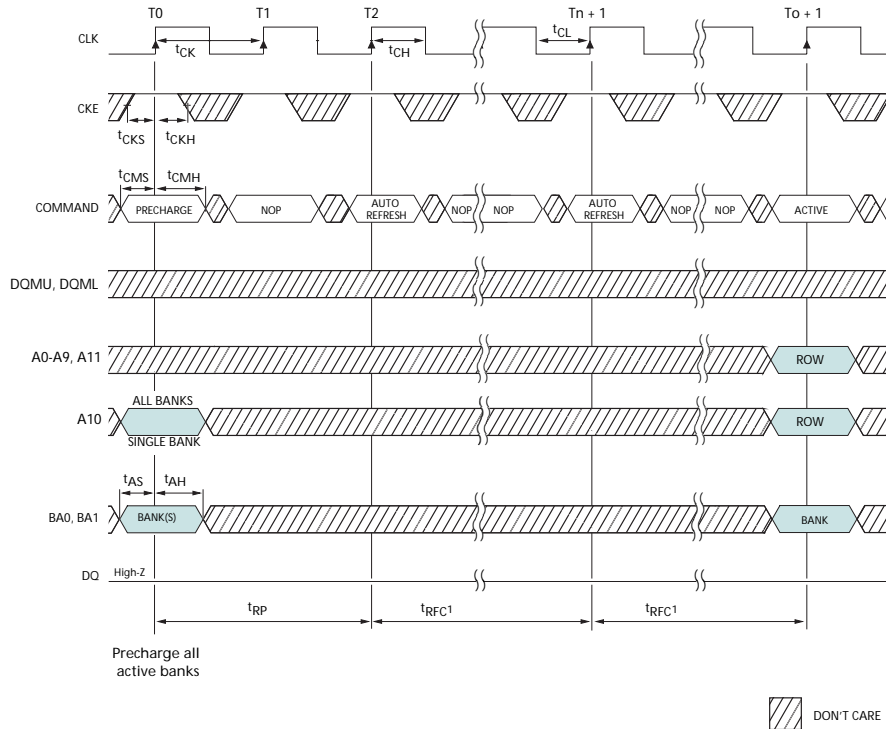 T0 T1 T2 Tn + 1 To + 1
CLK
tCK tCH tCL
CKE
tCKS tCKH
tCMS tCMH
COMMAND PRECHARGE NOP AUTO REFRESH NOP NOP AUTO REFRESH NOP NOP ACTIVE
DQMU, DQML
A0-A9, A11 ROW
ALL BANKS
A10 ROW
SINGLE BANK
tAS tAH
BA0, BA1 BANK(S) BANK
DQ High-Z
tRP tRFC1 tRFC1
Precharge all
active banks
DON'T CARE